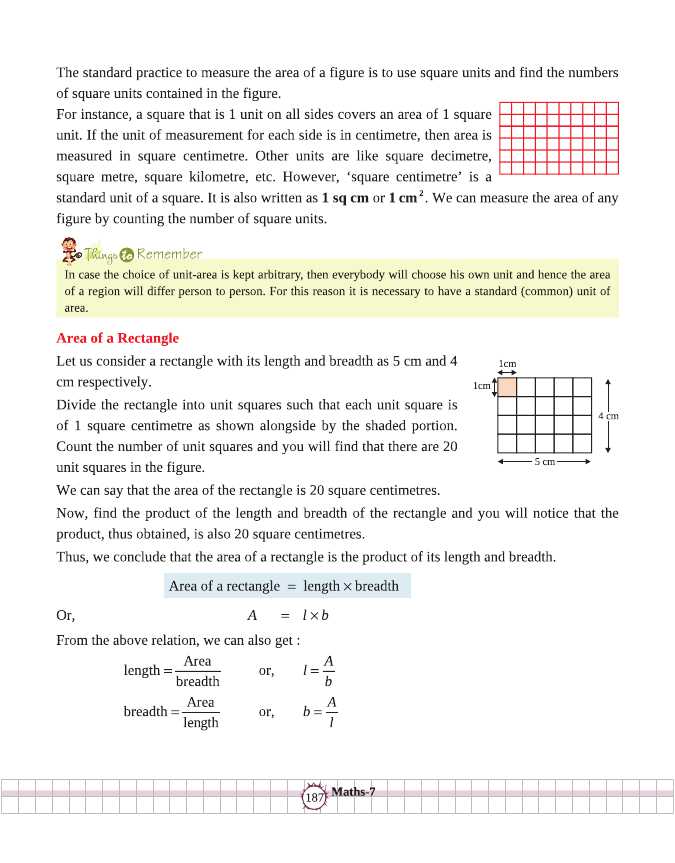 The standard practice to measure the area of a figure is to use square units and find the numbers
of square units contained in the figure.
For instance, a square that is 1 unit on all sides covers an area of 1 square
unit. If the unit of measurement for each side is in centimetre, then area is
measured in square centimetre. Other units are like square decimetre,
square metre, square kilometre, etc. However, ‘square centimetre’ is a
standard unit of a square. It is also written as 1 sq cm or 1 cm². We can measure the area of any
figure by counting the number of square units.
Things to Remember
In case the choice of unit-area is kept arbitrary, then everybody will choose his own unit and hence the area
of a region will differ person to person. For this reason it is necessary to have a standard (common) unit of
area.
Area of a Rectangle
Let us consider a rectangle with its length and breadth as 5 cm and 4
cm respectively.
Divide the rectangle into unit squares such that each unit square is
of 1 square centimetre as shown alongside by the shaded portion.
Count the number of unit squares and you will find that there are 20
unit squares in the figure.
1cm
1cm
4 cm
5 cm
We can say that the area of the rectangle is 20 square centimetres.
Now, find the product of the length and breadth of the rectangle and you will notice that the
product, thus obtained, is also 20 square centimetres.
Thus, we conclude that the area of a rectangle is the product of its length and breadth.
Area of a rectangle = length × breadth
Or, A = l × b
From the above relation, we can also get :
length = Area / breadth or, l = A / b
breadth = Area / length or, b = A / l
187 Maths-7